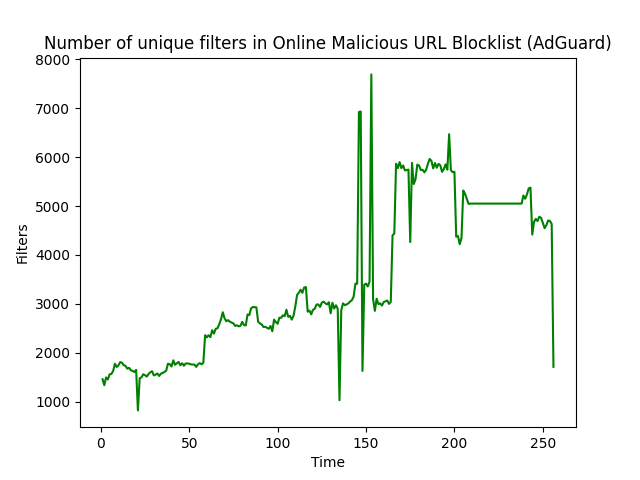 Number of unique filters in Online Malicious URL Blocklist (AdGuard)
8000
7000
6000
5000
4000
3000
2000
1000
Filters
0 50 100 150 200 250
Time